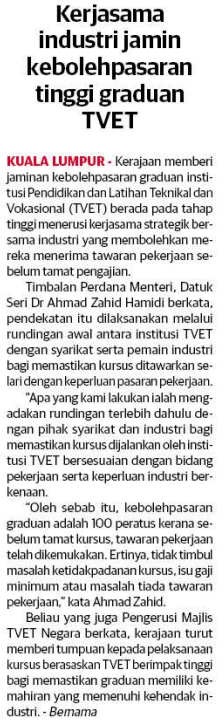 Kerjasama
industri jamin
kebolehpasaran
tinggi graduan
TVET
KUALA LUMPUR - Kerajaan memberi
jaminan kebolehpasaran graduan insti-
tusi Pendidikan dan Latihan Teknikal dan
Vokasional (TVET) berada pada tahap
tinggi menerusi kerjasama strategik ber-
sama industri yang membolehkan me-
reka menerima tawaran pekerjaan se-
belum tamat pengajian.
Timbalan Perdana Menteri, Datuk
Seri Dr Ahmad Zahid Hamidi berkata,
pendekatan itu dilaksanakan melalui
rundingan awal antara institusi TVET
dengan syarikat serta pemain industri
bagi memastikan kursus ditawarkan se-
lari dengan keperluan pasaran pekerjaan.
"Apa yang kami lakukan ialah meng-
adakan rundingan terlebih dahulu de-
ngan pihak syarikat dan industri bagi
memastikan kursus dijalankan oleh insti-
tusi TVET bersesuaian dengan bidang
pekerjaan serta keperluan industri ber-
kenaan.
"Oleh sebab itu, kebolehpasaran
graduan adalah 100 peratus kerana se-
belum tamat kursus, tawaran pekerjaan
telah dikemukakan. Ertinya, tidak timbul
masalah ketidakpadanan kursus, isu gaji
minimum atau masalah tiada tawaran
pekerjaan," kata Ahmad Zahid.
Beliau yang juga Pengerusi Majlis
TVET Negara berkata, kerajaan turut
memberi tumpuan kepada pelaksanaan
kursus berasaskan TVET berimpak tinggi
bagi memastikan graduan memiliki ke-
mahiran yang memenuhi kehendak in-
dustri. - Bernama